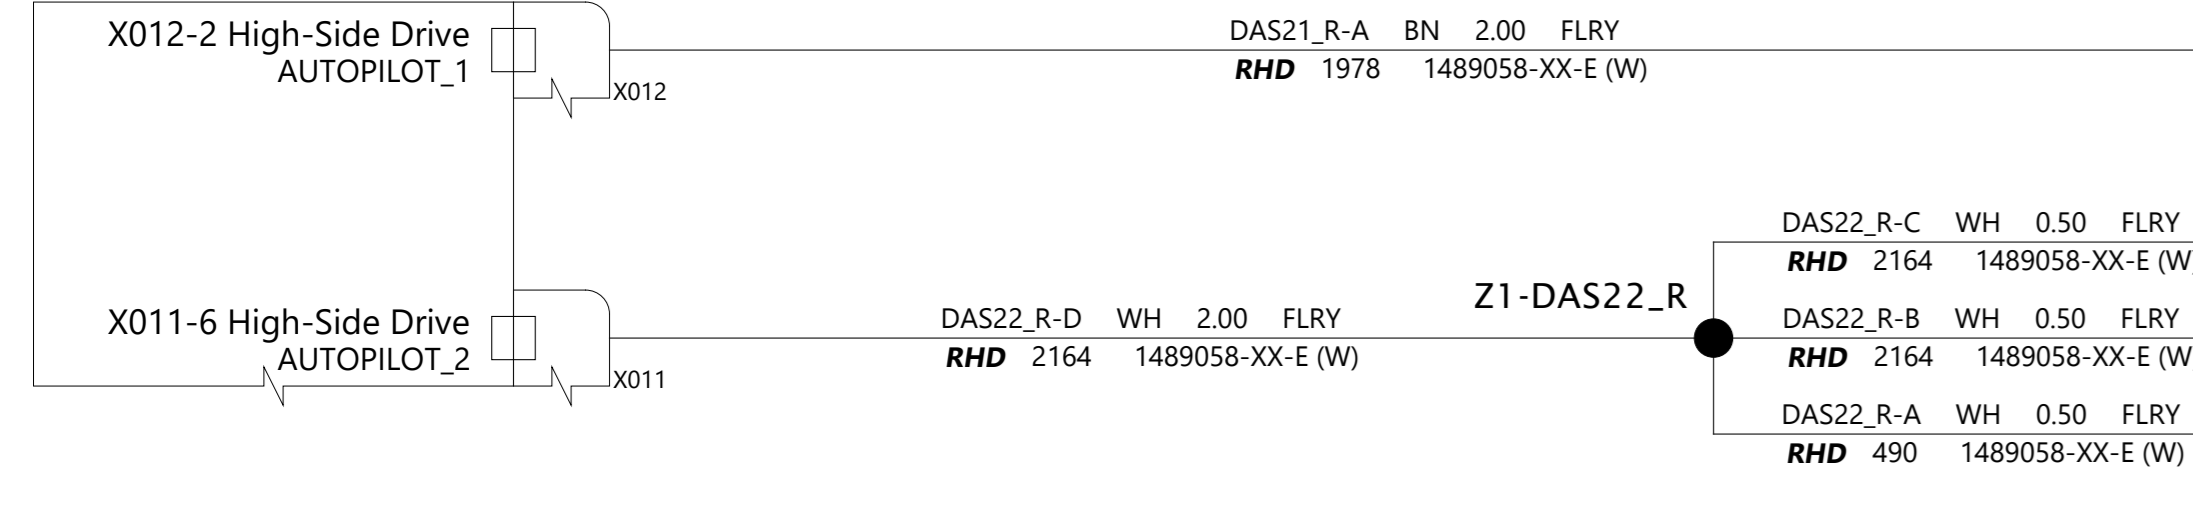 X012-2 High-Side Drive
AUTOPILOT_1
X012
DAS21_R-A BN 2.00 FLRY
RHD 1978 1489058-XX-E (W)
X011-6 High-Side Drive
AUTOPILOT_2
X011
DAS22_R-D WH 2.00 FLRY
RHD 2164 1489058-XX-E (W)
Z1-DAS22_R
DAS22_R-C WH 0.50 FLRY
RHD 2164 1489058-XX-E (W)
DAS22_R-B WH 0.50 FLRY
RHD 2164 1489058-XX-E (W
DAS22_R-A WH 0.50 FLRY
RHD 490 1489058-XX-E (W)